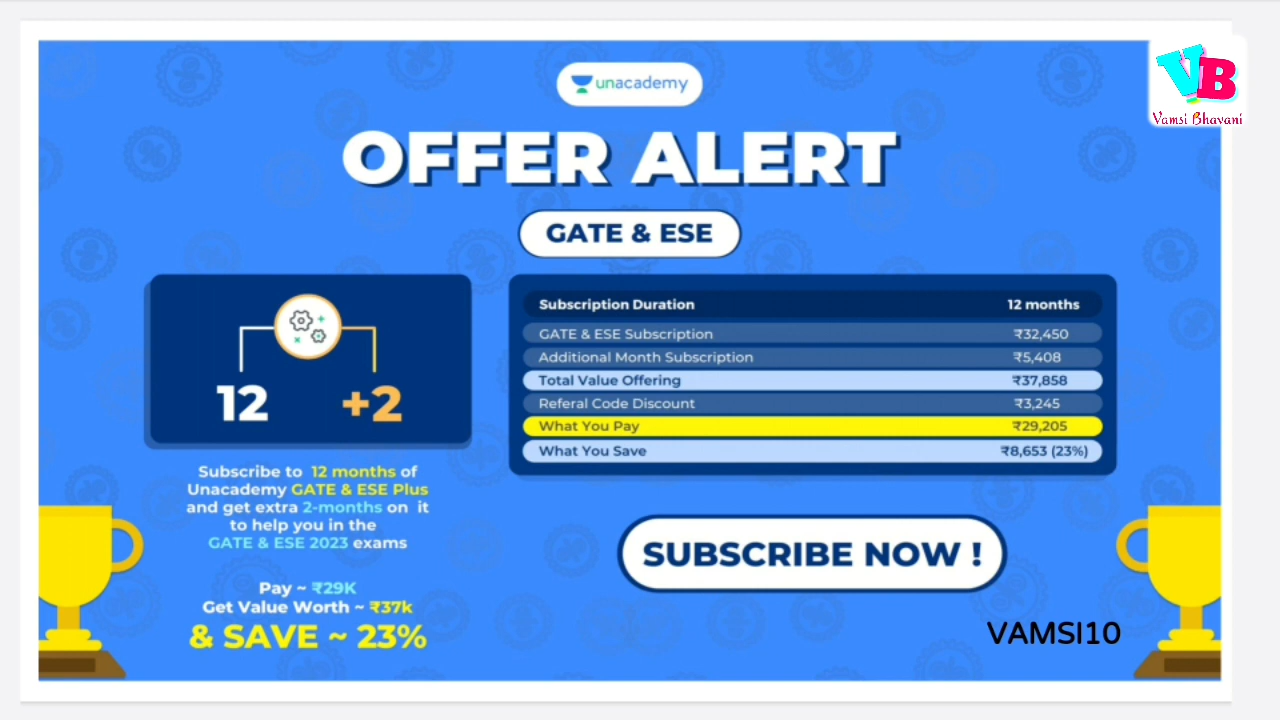 unacademy
VB
Vamsi Bhavani
OFFER ALERT
GATE & ESE
12 +2
Subscribe to 12 months of
Unacademy GATE & ESE Plus
and get extra 2-months on it
to help you in the
GATE & ESE 2023 exams
Pay ~ ₹29K
Get Value Worth ~ ₹37k
& SAVE ~ 23%
Subscription Duration 12 months
GATE & ESE Subscription ₹32,450
Additional Month Subscription ₹5,408
Total Value Offering ₹37,858
Referal Code Discount ₹3,245
What You Pay ₹29,205
What You Save ₹8,653 (23%)
SUBSCRIBE NOW !
VAMSI10